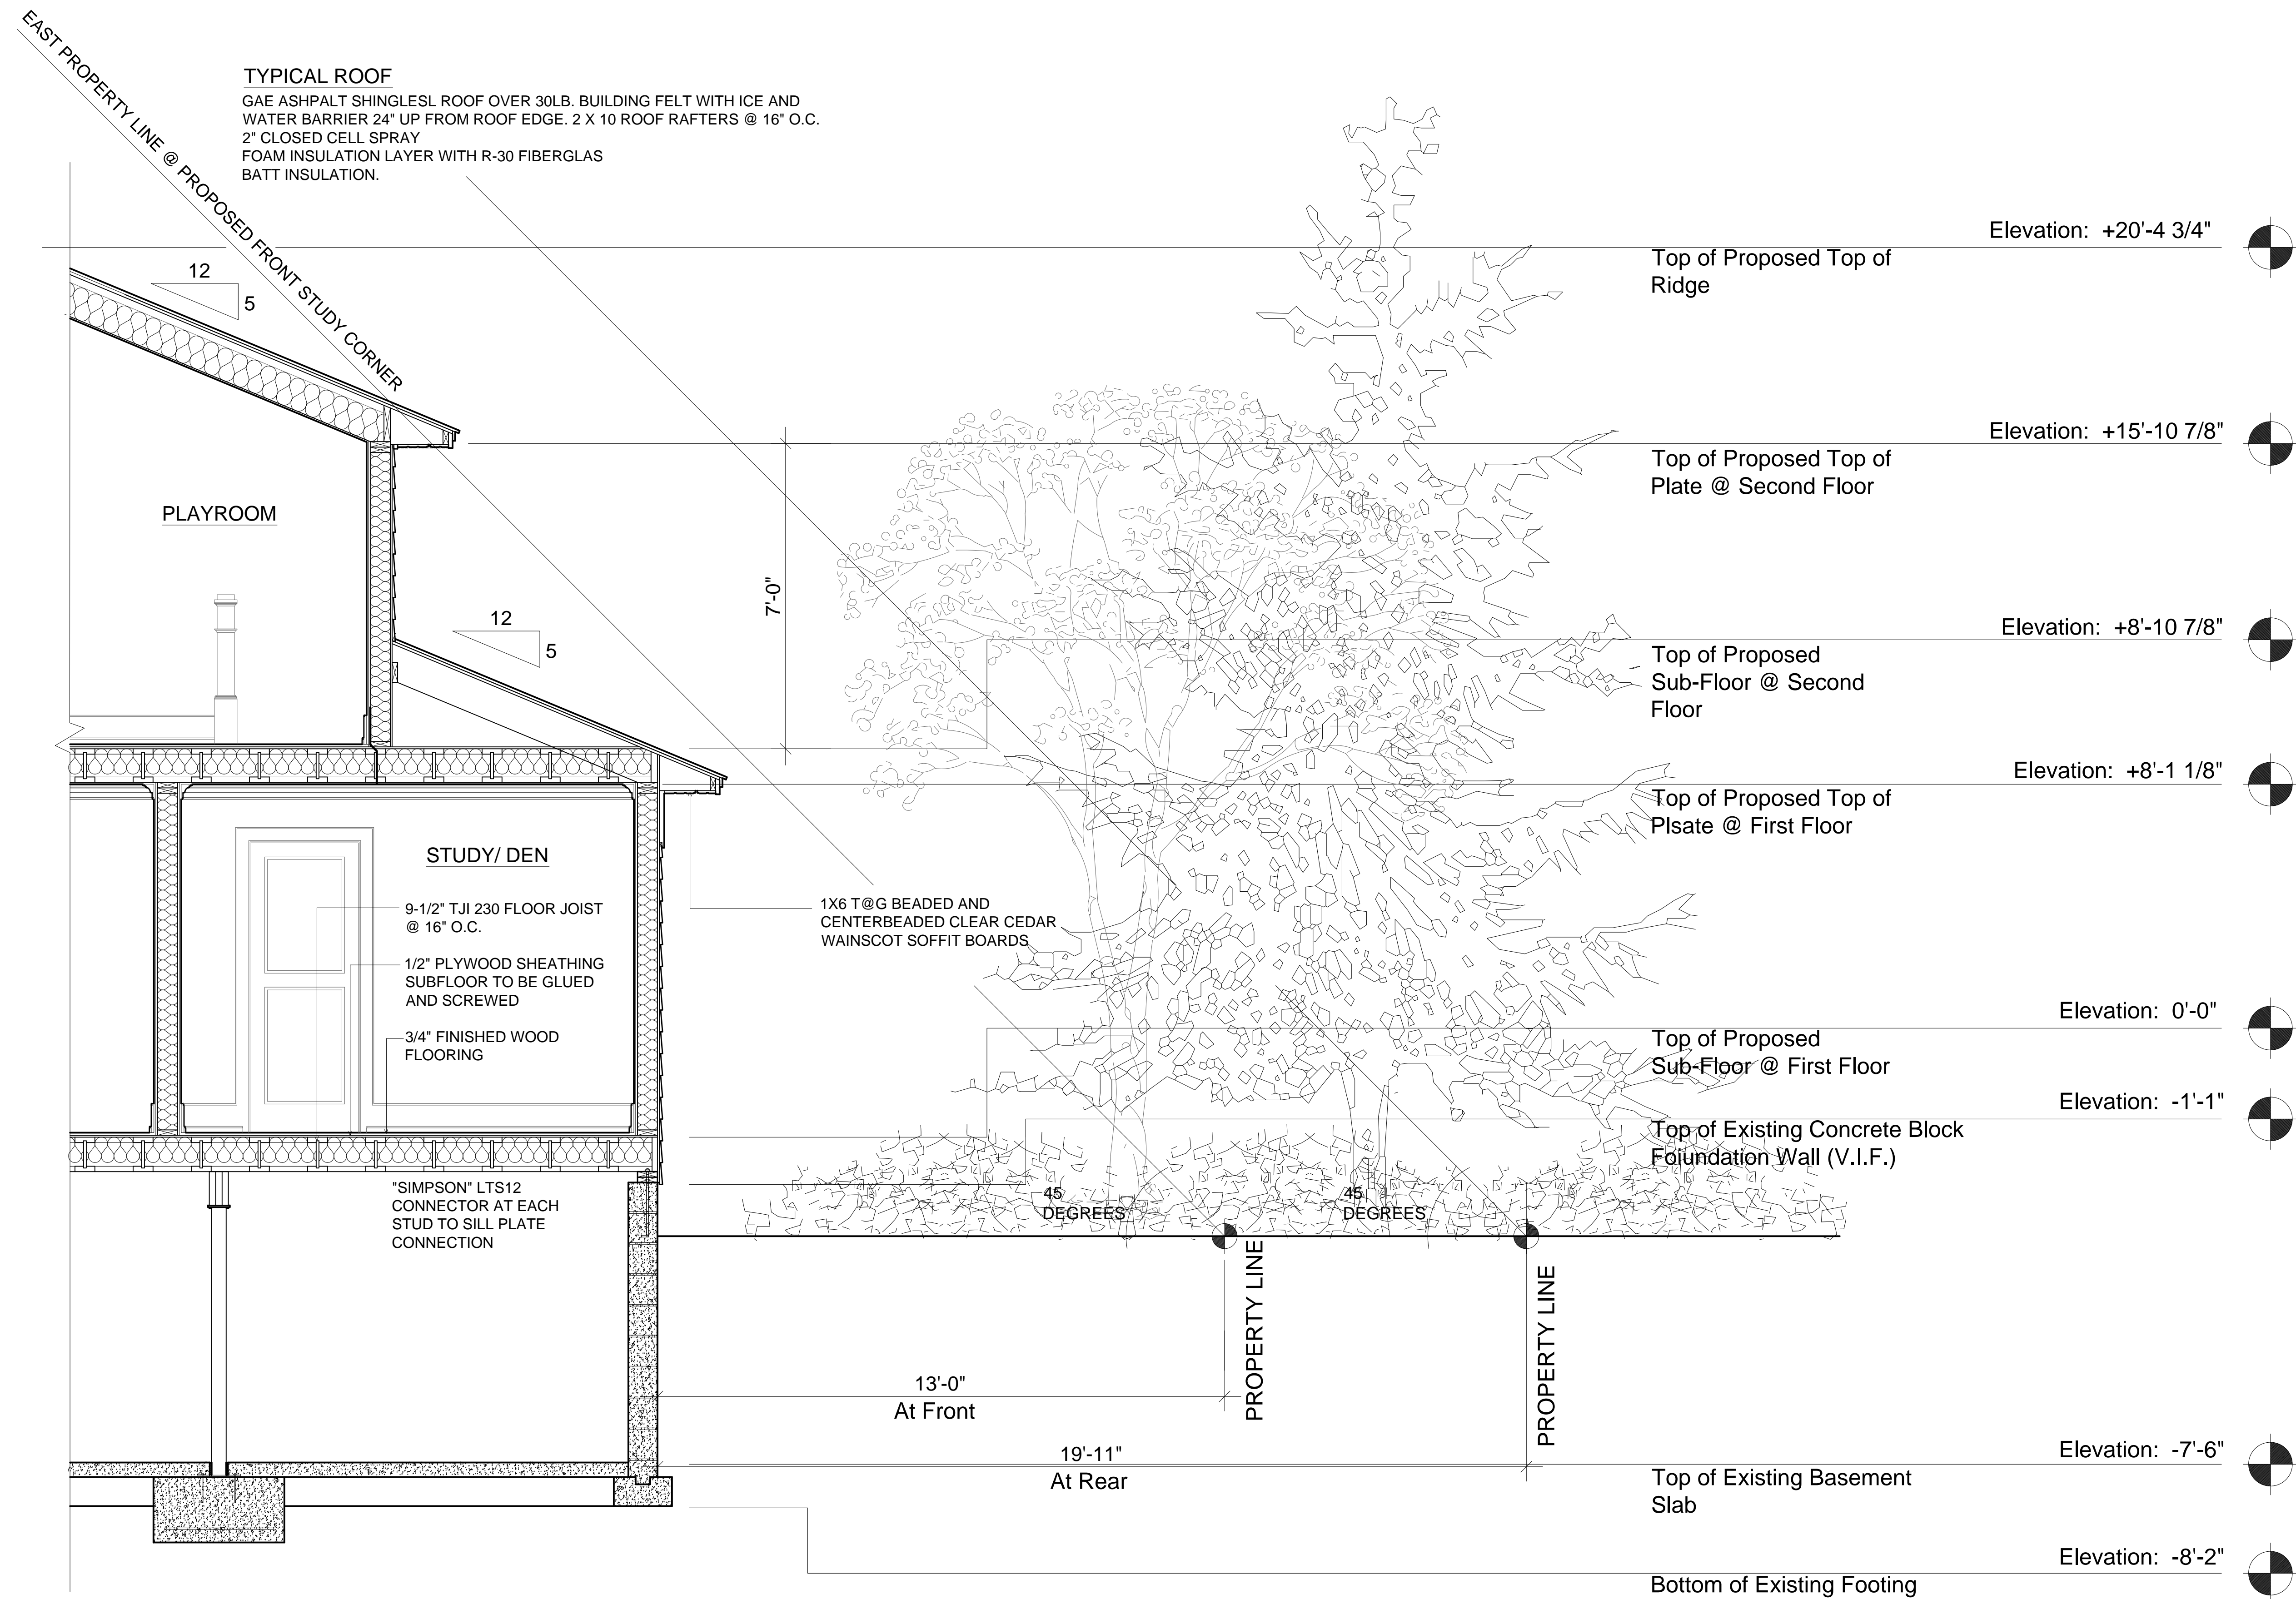 EAST PROPERTY LINE @ PROPOSED FRONT STUDY CORNER
TYPICAL ROOF
GAE ASHPALT SHINGLESL ROOF OVER 30LB. BUILDING FELT WITH ICE AND
WATER BARRIER 24" UP FROM ROOF EDGE. 2 X 10 ROOF RAFTERS @ 16" O.C.
2" CLOSED CELL SPRAY
FOAM INSULATION LAYER WITH R-30 FIBERGLAS
BATT INSULATION.
12
5
PLAYROOM
12
5
7'-0"
STUDY/ DEN
9-1/2" TJI 230 FLOOR JOIST
@ 16" O.C.
1/2" PLYWOOD SHEATHING
SUBFLOOR TO BE GLUED
AND SCREWED
3/4" FINISHED WOOD
FLOORING
1X6 T@G BEADED AND
CENTERBEADED CLEAR CEDAR
WAINSCOT SOFFIT BOARDS
"SIMPSON" LTS12
CONNECTOR AT EACH
STUD TO SILL PLATE
CONNECTION
45
DEGREES
45
DEGREES
PROPERTY LINE
PROPERTY LINE
13'-0"
At Front
19'-11"
At Rear
Elevation: +20'-4 3/4"
Top of Proposed Top of
Ridge
Elevation: +15'-10 7/8"
Top of Proposed Top of
Plate @ Second Floor
Elevation: +8'-10 7/8"
Top of Proposed
Sub-Floor @ Second
Floor
Elevation: +8'-1 1/8"
Top of Proposed Top of
Plsate @ First Floor
Elevation: 0'-0"
Top of Proposed
Sub-Floor @ First Floor
Elevation: -1'-1"
Top of Existing Concrete Block
Foiundation Wall (V.I.F.)
Elevation: -7'-6"
Top of Existing Basement
Slab
Elevation: -8'-2"
Bottom of Existing Footing